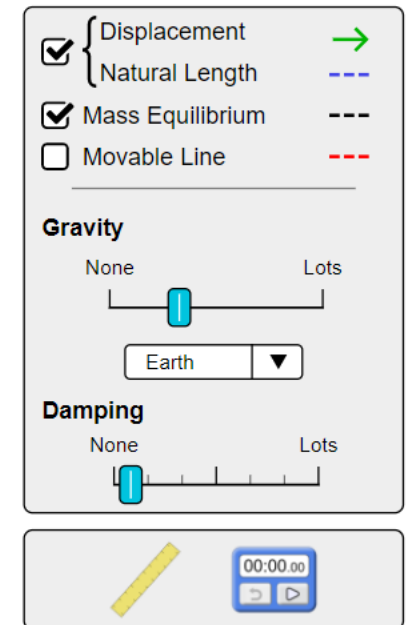 Displacement
Natural Length
Mass Equilibrium
Movable Line
Gravity
None Lots
Earth
Damping
None Lots
00:00.00